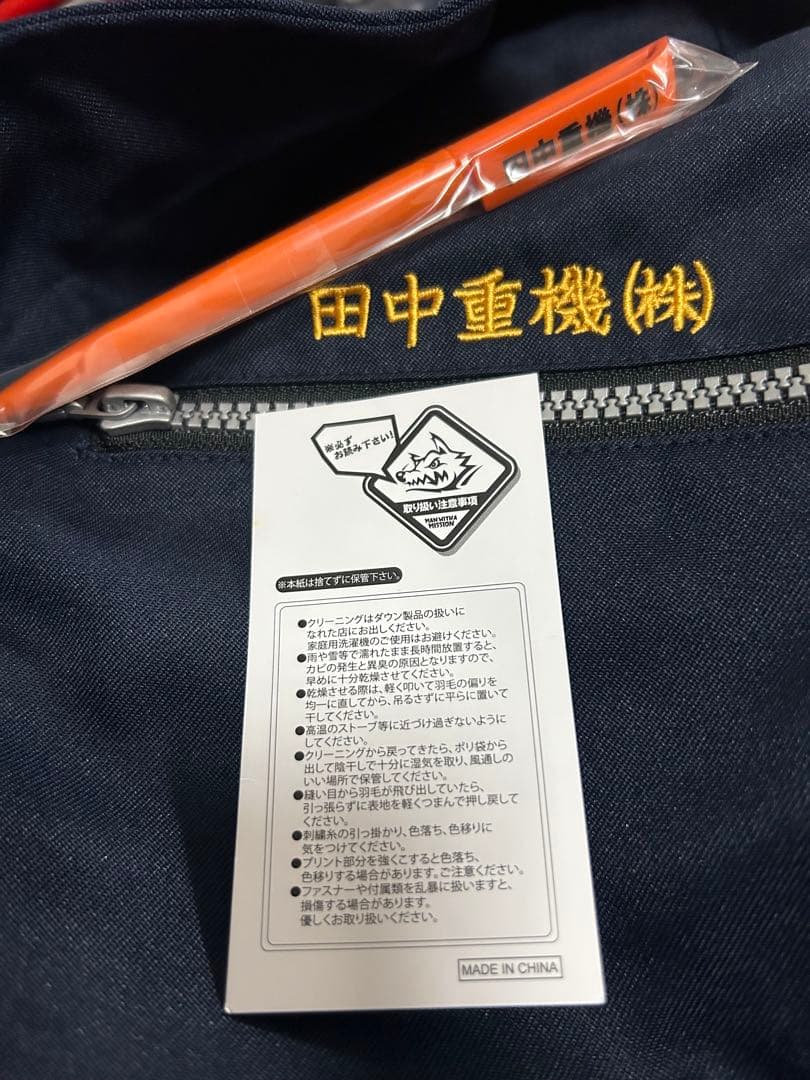 田中重機(株)
田中重機(株)
※必ず
お読み下さい!
取り扱い注意事項
MAN WITH A
MISSION
※本紙は捨てずに保管下さい。
●クリーニングはダウン製品の扱いに
なれた店にお出しください。
家庭用洗濯機のご使用はお避けください。
●雨や雪等で濡れたまま長時間放置すると、
カビの発生と異臭の原因となりますので、
早めに十分乾燥させてください。
●乾燥させる際は、軽く叩いて羽毛の偏りを
均一に直してから、吊るさずに平らに置いて
干してください。
●高温のストーブ等に近づけ過ぎないように
してください。
●クリーニングから戻ってきたら、ポリ袋から
出して陰干しで十分に湿気を取り、風通しの
いい場所で保管してください。
●縫い目から羽毛が飛び出していたら、
引っ張らずに表地を軽くつまんで押し戻して
ください。
●刺繍糸の引っ掛かり、色落ち、色移りに
気をつけてください。
●プリント部分を強くこすると色落ち、
色移りする場合があります。ご注意ください。
●ファスナーや付属類を乱暴に扱いますと、
損傷する場合があります。
優しくお取り扱いください。
MADE IN CHINA